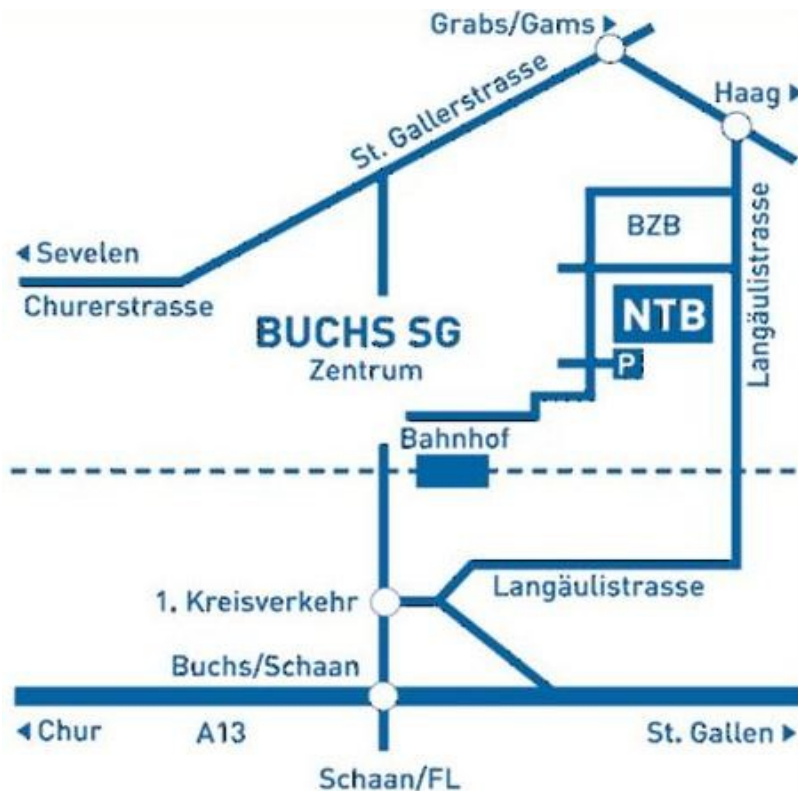 Grabs/Gams
Haag
St. Gallerstrasse
BZB
Langäulistrasse
Sevelen
Churerstrasse
NTB
BUCHS SG
Zentrum
P
Bahnhof
Langäulistrasse
1. Kreisverkehr
Buchs/Schaan
Chur
A13
St. Gallen
Schaan/FL